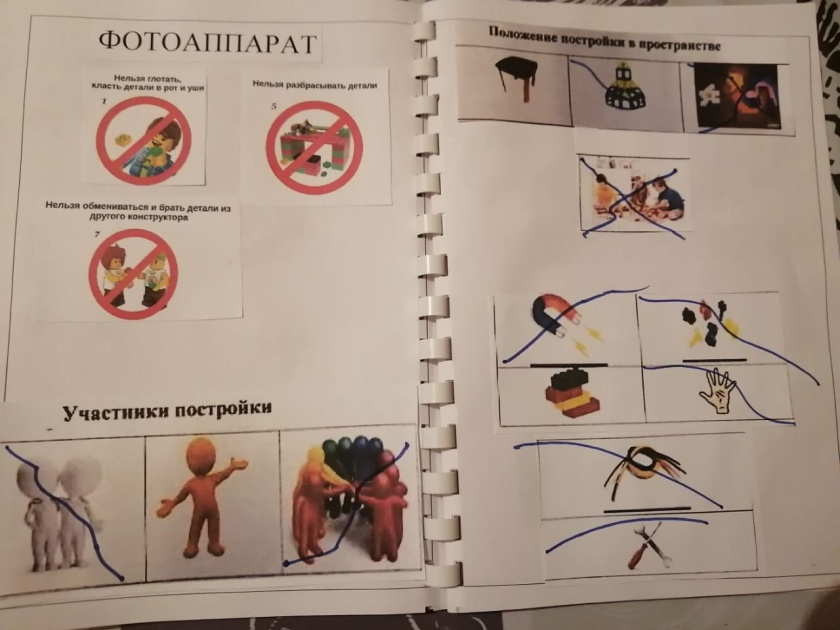 ФОТОАППАРАТ
Нельзя глотать,
класть детали в рот и уши
1
Нельзя разбрасывать детали
5
Нельзя обмениваться и брать детали из
другого конструктора
7
Участники постройки
Положение постройки в пространстве